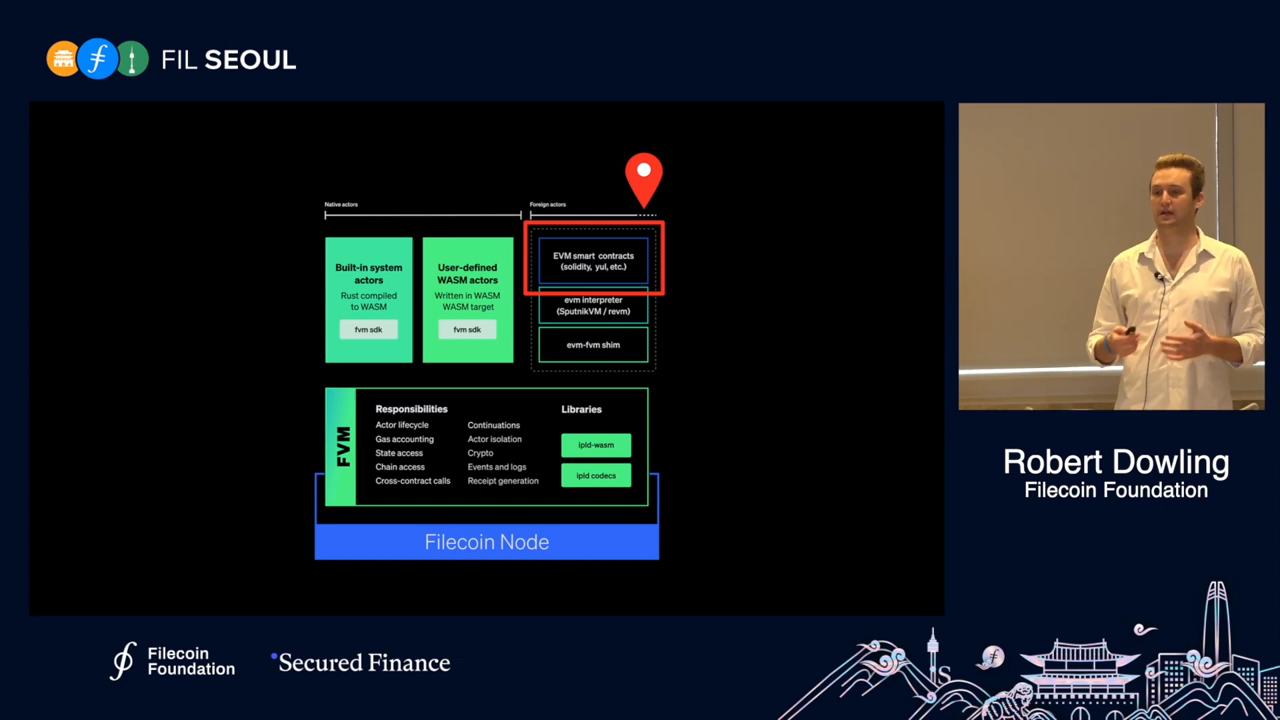 FIL SEOUL
Native actors
Foreign actors
Built-in system
actors
Rust compiled
to WASM
fvm sdk
User-defined
WASM actors
Written in WASM
WASM target
fvm sdk
EVM smart contracts
(solidity, yul, etc.)
evm interpreter
(SputnikVM / revm)
evm-fvm shim
FVM
Responsibilities
Actor lifecycle
Gas accounting
State access
Chain access
Cross-contract calls
Continuations
Actor isolation
Crypto
Events and logs
Receipt generation
Libraries
ipld-wasm
ipld codecs
Filecoin Node
Robert Dowling
Filecoin Foundation
Filecoin
Foundation
Secured Finance